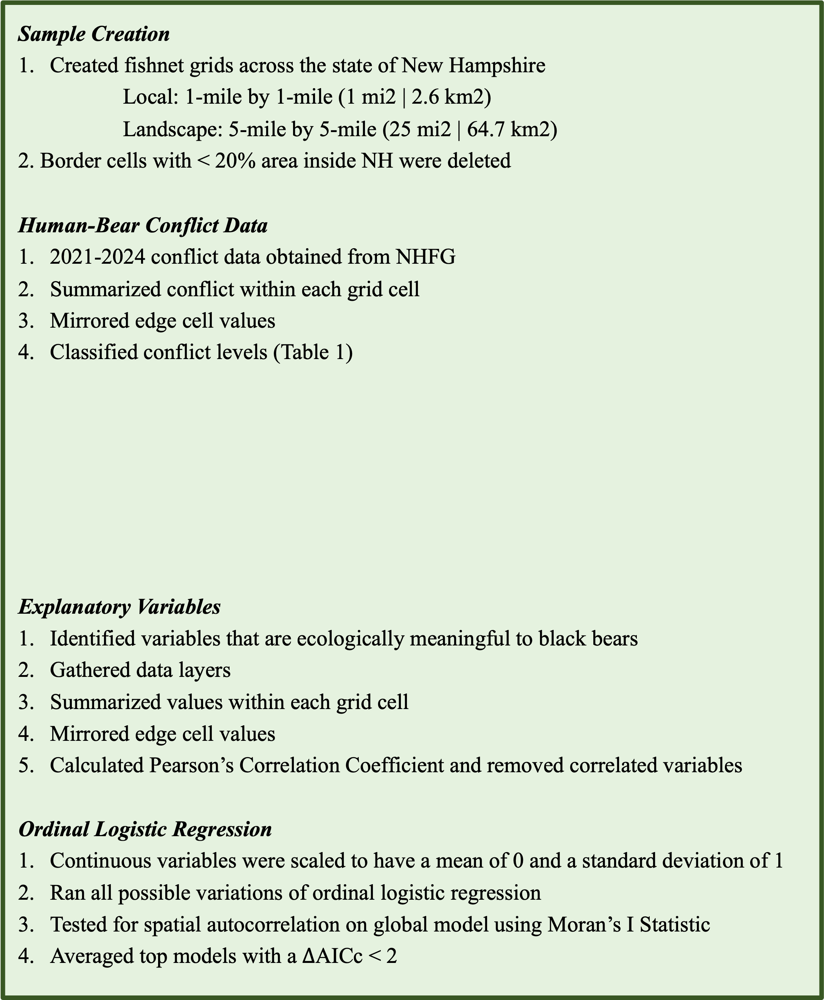 Sample Creation
1. Created fishnet grids across the state of New Hampshire
Local: 1-mile by 1-mile (1 mi2 | 2.6 km2)
Landscape: 5-mile by 5-mile (25 mi2 | 64.7 km2)
2. Border cells with < 20% area inside NH were deleted
Human-Bear Conflict Data
1. 2021-2024 conflict data obtained from NHFG
2. Summarized conflict within each grid cell
3. Mirrored edge cell values
4. Classified conflict levels (Table 1)
Explanatory Variables
1. Identified variables that are ecologically meaningful to black bears
2. Gathered data layers
3. Summarized values within each grid cell
4. Mirrored edge cell values
5. Calculated Pearson’s Correlation Coefficient and removed correlated variables
Ordinal Logistic Regression
1. Continuous variables were scaled to have a mean of 0 and a standard deviation of 1
2. Ran all possible variations of ordinal logistic regression
3. Tested for spatial autocorrelation on global model using Moran’s I Statistic
4. Averaged top models with a ΔAICc < 2